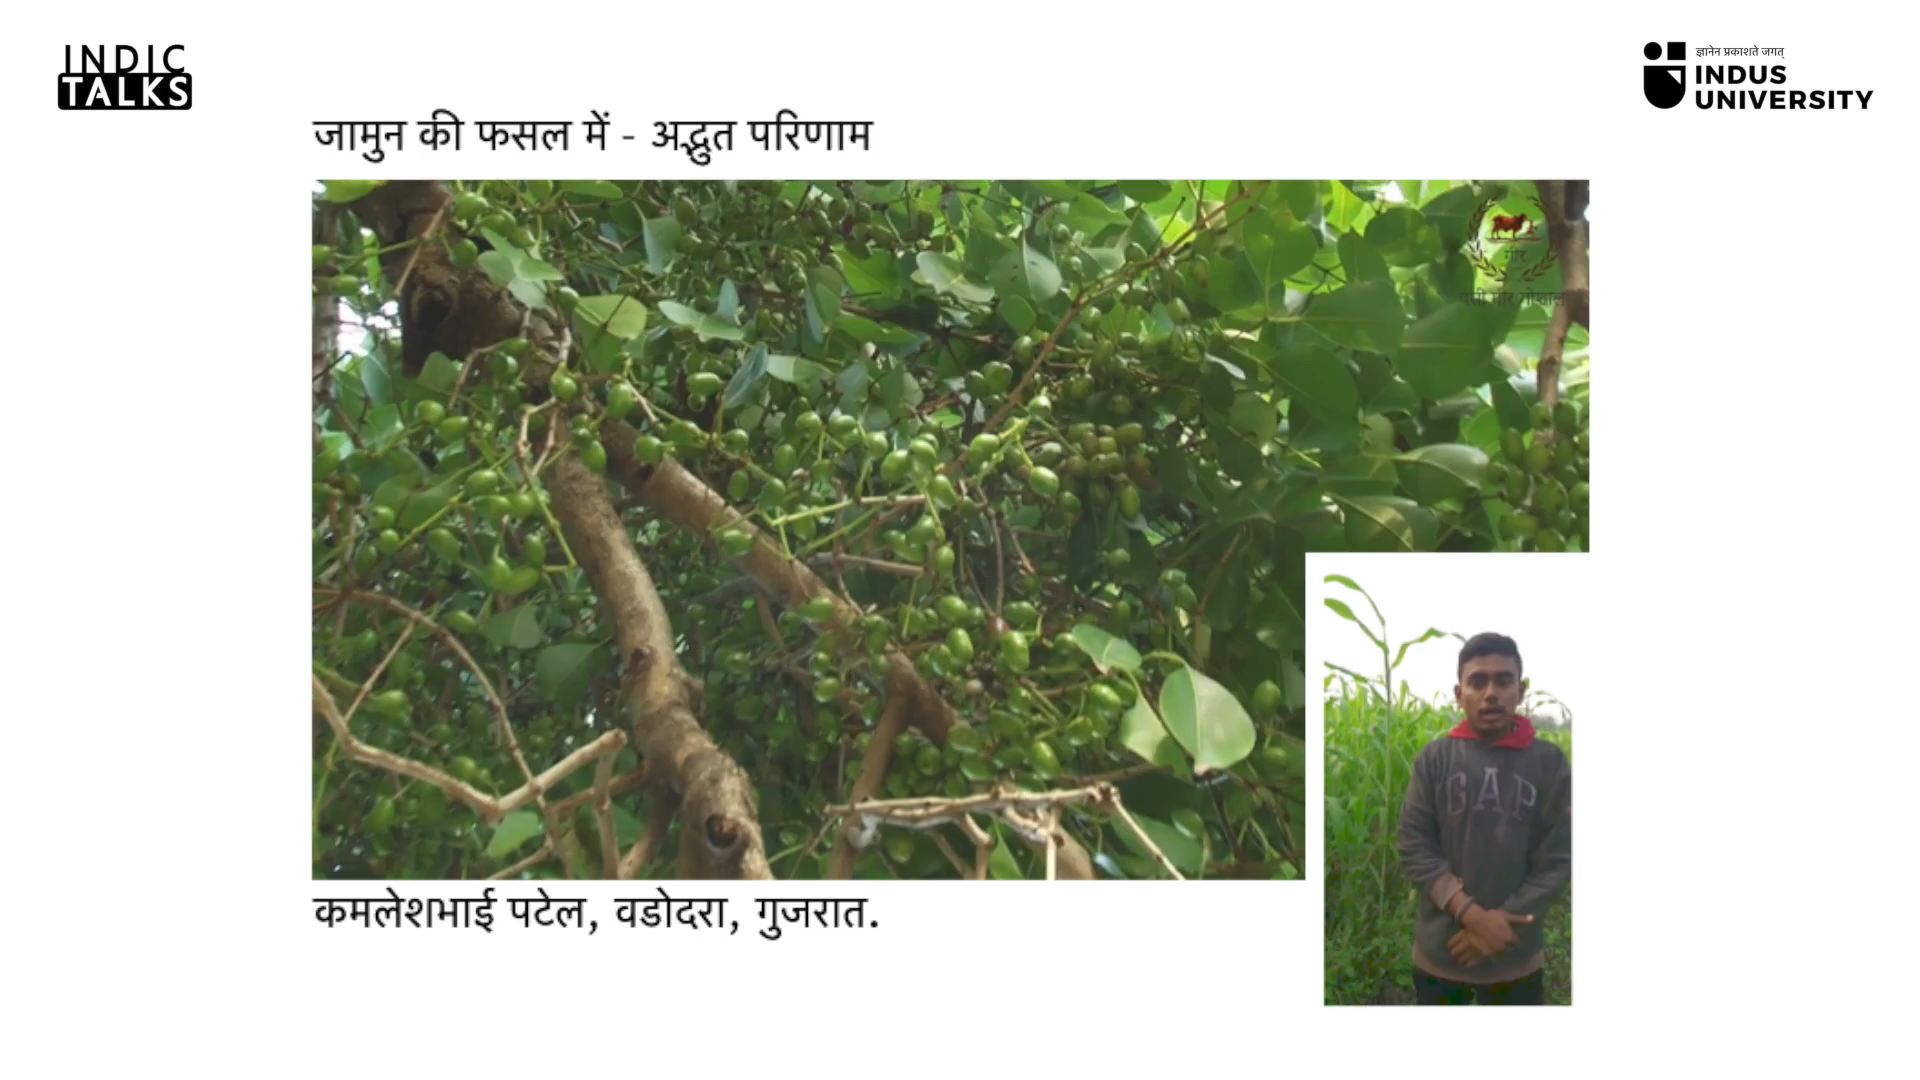 INDIC
TALKS
ज्ञानेन प्रकाशते जगत्
INDUS
UNIVERSITY
जामुन की फसल में - अद्भुत परिणाम
गीर
GAP
कमलेशभाई पटेल, वडोदरा, गुजरात.